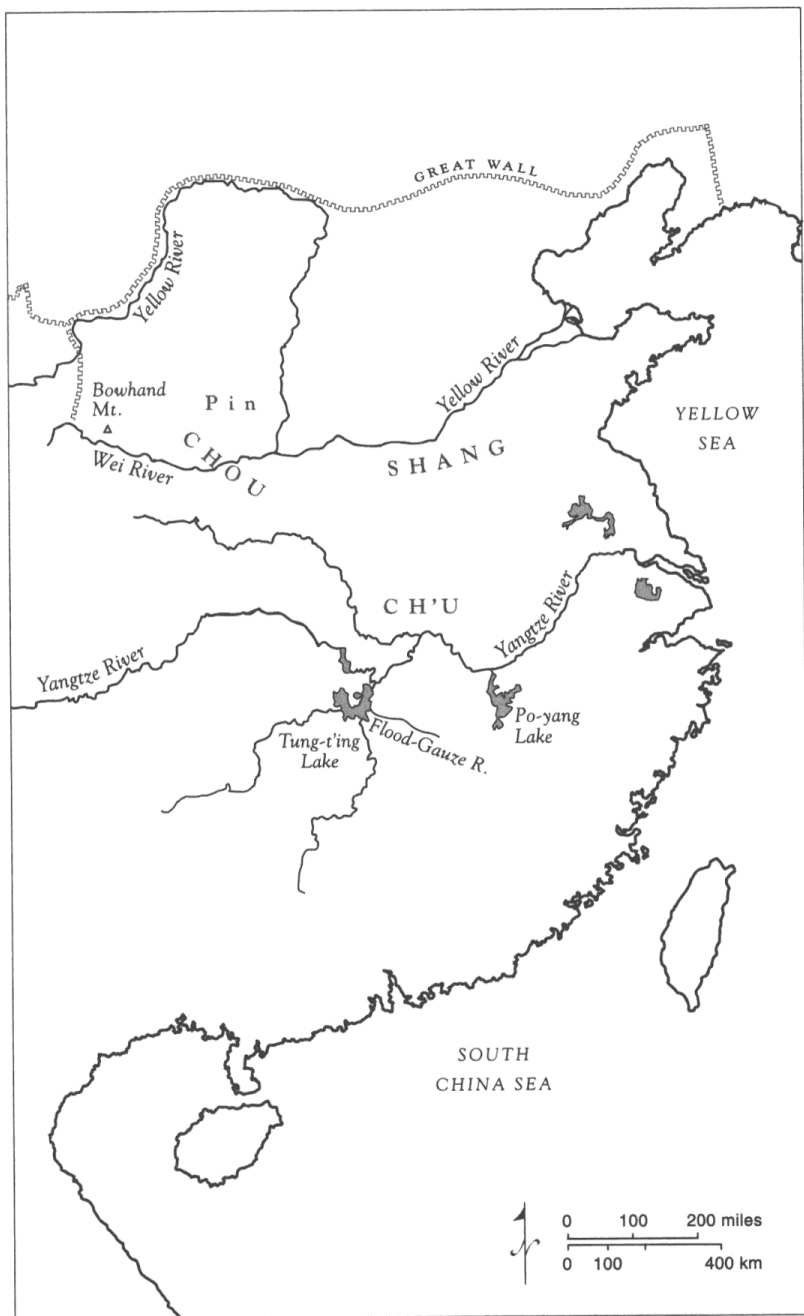 GREAT WALL
Yellow River
Bowhand
Mt.
Pin
Yellow River
YELLOW
SEA
CHOU
SHANG
Wei River
CH'U
Yangtze River
Yangtze River
Tung-t'ing
Lake
Flood-Gauze R.
Po-yang
Lake
SOUTH
CHINA SEA
0 100 200 miles
0 100 400 km